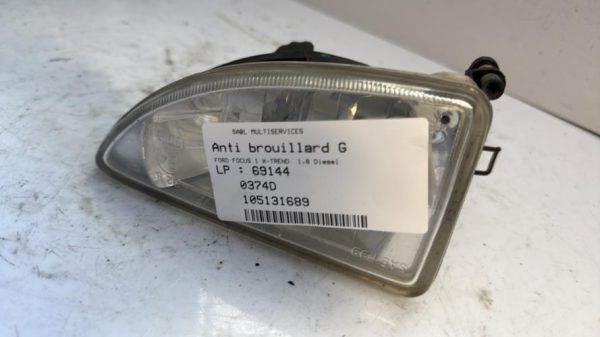 SARL MULTISERVICES
Anti brouillard G
FORD FOCUS 1 X-TREND 1.8 Diesel
LP : 69144
0374D
105131689